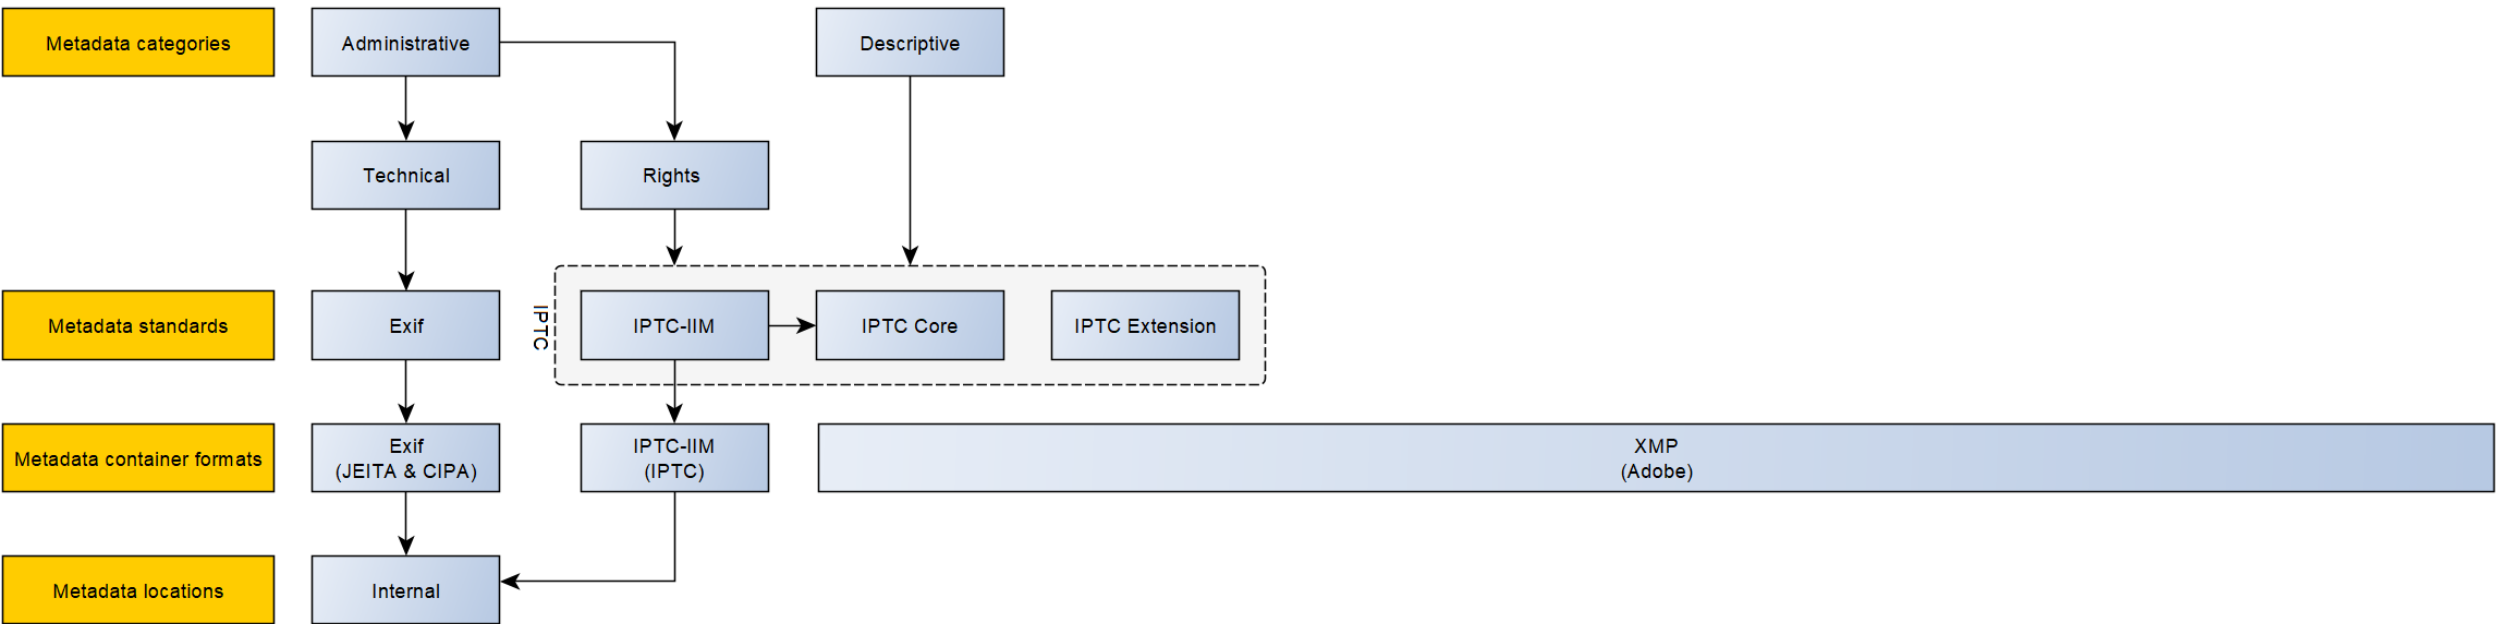 Metadata categories
Administrative
Descriptive
Technical
Rights
IPTC
Metadata standards
Exif
IPTC-IIM
IPTC Core
IPTC Extension
Metadata container formats
Exif
(JEITA & CIPA)
IPTC-IIM
(IPTC)
XMP
(Adobe)
Metadata locations
Internal